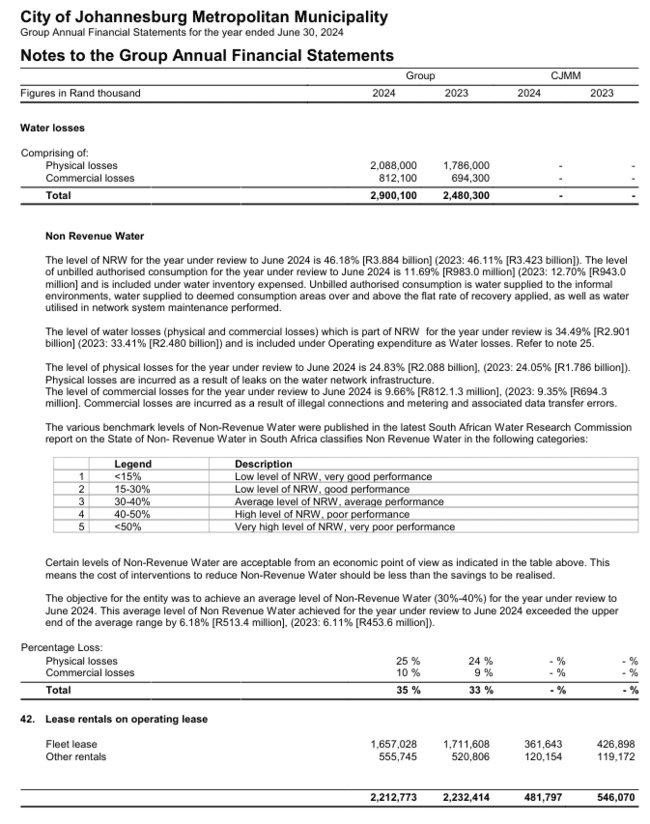 City of Johannesburg Metropolitan Municipality
Group Annual Financial Statements for the year ended June 30, 2024
Notes to the Group Annual Financial Statements
Group CJMM
Figures in Rand thousand 2024 2023 2024 2023
Water losses
Comprising of:
Physical losses 2,088,000 1,786,000 - -
Commercial losses 812,100 694,300 - -
Total 2,900,100 2,480,300 - -
Non Revenue Water
The level of NRW for the year under review to June 2024 is 46.18% [R3.884 billion] (2023: 46.11% [R3.423 billion]). The level
of unbilled authorised consumption for the year under review to June 2024 is 11.69% [R983.0 million] (2023: 12.70% [R943.0
million] and is included under water inventory expensed. Unbilled authorised consumption is water supplied to the informal
environments, water supplied to deemed consumption areas over and above the flat rate of recovery applied, as well as water
utilised in network system maintenance performed.
The level of water losses (physical and commercial losses) which is part of NRW for the year under review is 34.49% [R2.901
billion] (2023: 33.41% [R2.480 billion]) and is included under Operating expenditure as Water losses. Refer to note 25.
The level of physical losses for the year under review to June 2024 is 24.83% [R2.088 billion], (2023: 24.05% [R1.786 billion]).
Physical losses are incurred as a result of leaks on the water network infrastructure.
The level of commercial losses for the year under review to June 2024 is 9.66% [R812.1.3 million], (2023: 9.35% [R694.3
million]. Commercial losses are incurred as a result of illegal connections and metering and associated data transfer errors.
The various benchmark levels of Non-Revenue Water were published in the latest South African Water Research Commission
report on the State of Non- Revenue Water in South Africa classifies Non Revenue Water in the following categories:
Legend Description
1 <15% Low level of NRW, very good performance
2 15-30% Low level of NRW, good performance
3 30-40% Average level of NRW, average performance
4 40-50% High level of NRW, poor performance
5 <50% Very high level of NRW, very poor performance
Certain levels of Non-Revenue Water are acceptable from an economic point of view as indicated in the table above. This
means the cost of interventions to reduce Non-Revenue Water should be less than the savings to be realised.
The objective for the entity was to achieve an average level of Non-Revenue Water (30%-40%) for the year under review to
June 2024. This average level of Non Revenue Water achieved for the year under review to June 2024 exceeded the upper
end of the average range by 6.18% [R513.4 million], (2023: 6.11% [R453.6 million]).
Percentage Loss:
Physical losses 25 % 24 % - % - %
Commercial losses 10 % 9 % - % - %
Total 35 % 33 % - % - %
42. Lease rentals on operating lease
Fleet lease 1,657,028 1,711,608 361,643 426,898
Other rentals 555,745 520,806 120,154 119,172
2,212,773 2,232,414 481,797 546,070